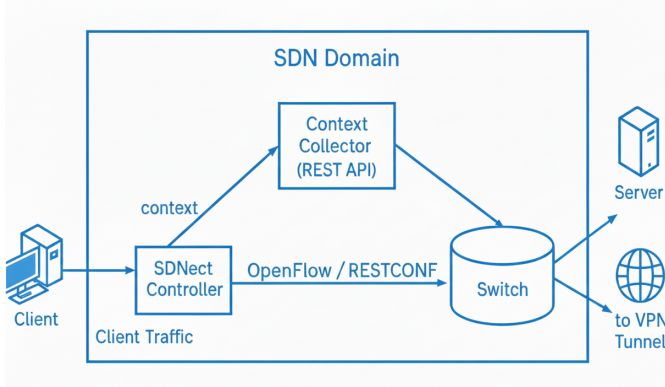 SDN Domain
Context
Collector
(REST API)
context
Server
SDNect
Controller
OpenFlow / RESTCONF
Switch
Client
Client Traffic
to VPN
Tunnel